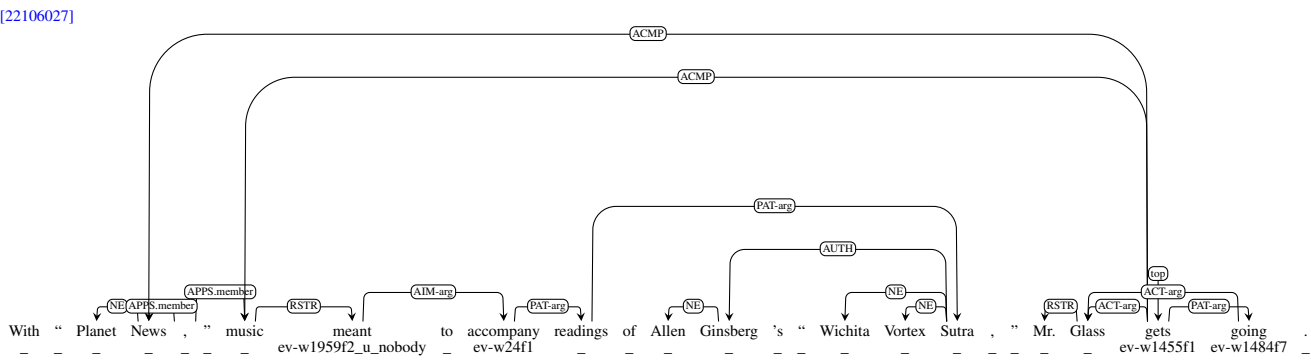 [22106027]
ACMP
ACMP
PAT-arg
AUTH
top
APPS.member AIM-arg NE ACT-arg
NE APPS.member RSTR PAT-arg NE NE RSTR ACT-arg PAT-arg
With “ Planet News , ” music meant to accompany readings of Allen Ginsberg 's “ Wichita Vortex Sutra , ” Mr. Glass gets going .
_ _ _ _ _ _ _ ev-w1959f2_u_nobody _ ev-w24f1 _ _ _ _ _ _ _ _ _ _ _ _ _ ev-w1455f1 ev-w1484f7 _